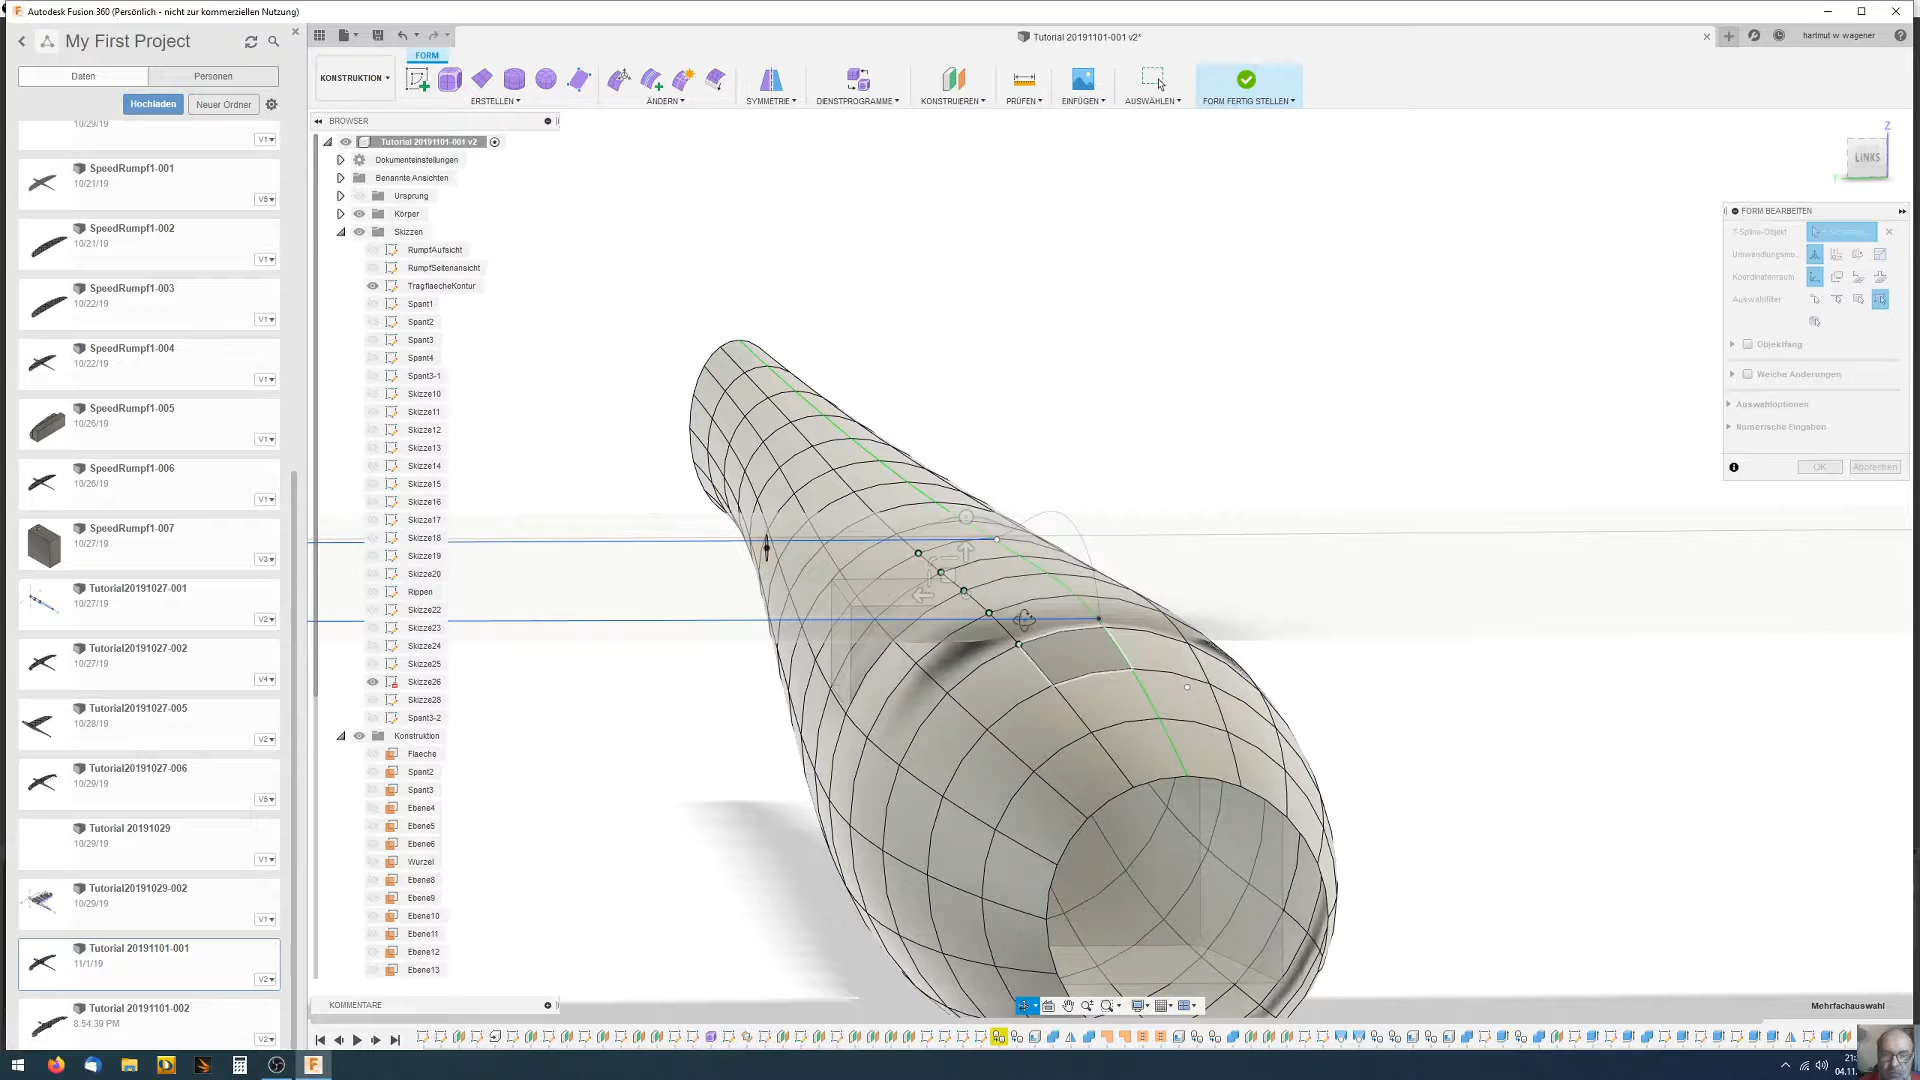 Autodesk Fusion 360 (Persönlich - nicht zur kommerziellen Nutzung)
My First Project
Tutorial 20191101-001 v2*
hartmut w wagener
Daten
Personen
Hochladen
Neuer Ordner
FORM
KONSTRUKTION
ERSTELLEN
ÄNDERN
SYMMETRIE
DIENSTPROGRAMME
KONSTRUIEREN
PRÜFEN
EINFÜGEN
AUSWÄHLEN
FORM FERTIG STELLEN
10/29/19
V1
SpeedRumpf1-001
10/21/19
V5
SpeedRumpf1-002
10/21/19
V1
SpeedRumpf1-003
10/22/19
V1
SpeedRumpf1-004
10/22/19
V1
SpeedRumpf1-005
10/26/19
V1
SpeedRumpf1-006
10/26/19
V1
SpeedRumpf1-007
10/27/19
V3
Tutorial20191027-001
10/27/19
V2
Tutorial20191027-002
10/27/19
V4
Tutorial20191027-005
10/28/19
V2
Tutorial20191027-006
10/29/19
V5
Tutorial 20191029
10/29/19
V1
Tutorial20191029-002
10/29/19
V1
Tutorial 20191101-001
11/1/19
V2
Tutorial 20191101-002
8:54:39 PM
V2
BROWSER
Tutorial 20191101-001 v2
Dokumenteinstellungen
Benannte Ansichten
Ursprung
Körper
Skizzen
RumpfAufsicht
RumpfSeitenansicht
TragflaecheKontur
Spant1
Spant2
Spant3
Spant4
Spant3-1
Skizze10
Skizze11
Skizze12
Skizze13
Skizze14
Skizze15
Skizze16
Skizze17
Skizze18
Skizze19
Skizze20
Rippen
Skizze22
Skizze23
Skizze24
Skizze25
Skizze26
Skizze28
Spant3-2
Konstruktion
Flaeche
Spant2
Spant3
Ebene4
Ebene5
Ebene6
Wurzel
Ebene8
Ebene9
Ebene10
Ebene11
Ebene12
Ebene13
KOMMENTARE
Z
LINKS
Y
FORM BEARBEITEN
T-Spline-Objekt
Umwandlungsmo...
Koordinatenraum
Auswahlfilter
Objektfang
Weiche Änderungen
Auswahloptionen
Numerische Eingaben
OK
Abbrechen
Mehrfachauswahl
21:
04.11.